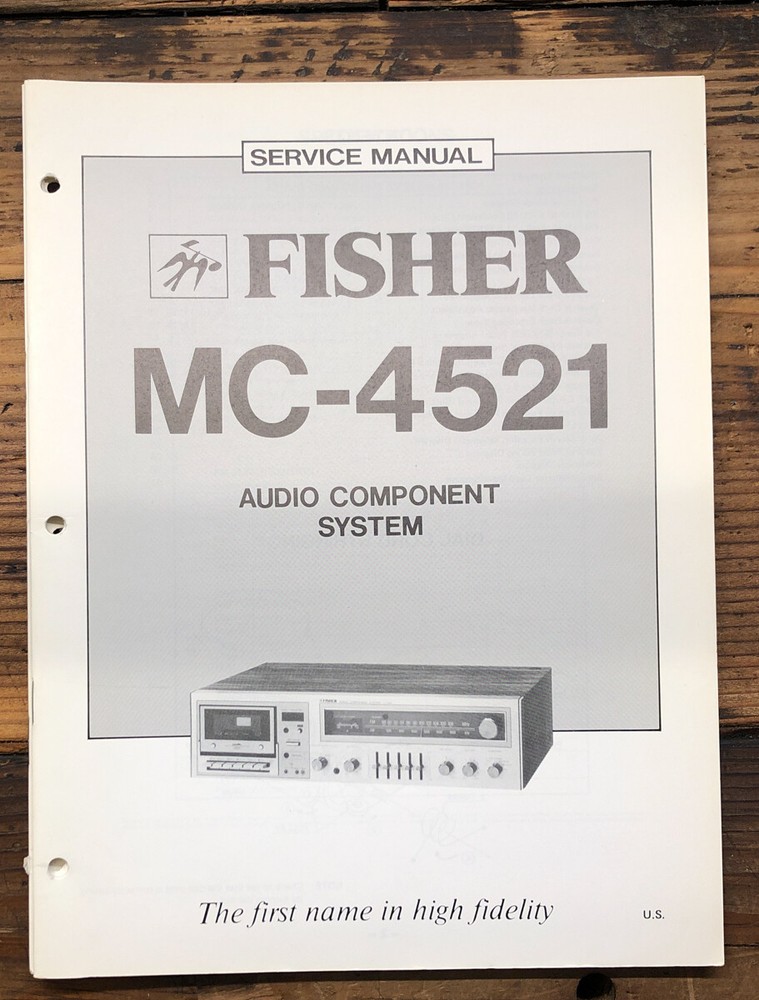 SERVICE MANUAL
FISHER
MC-4521
AUDIO COMPONENT
SYSTEM
The first name in high fidelity
U.S.